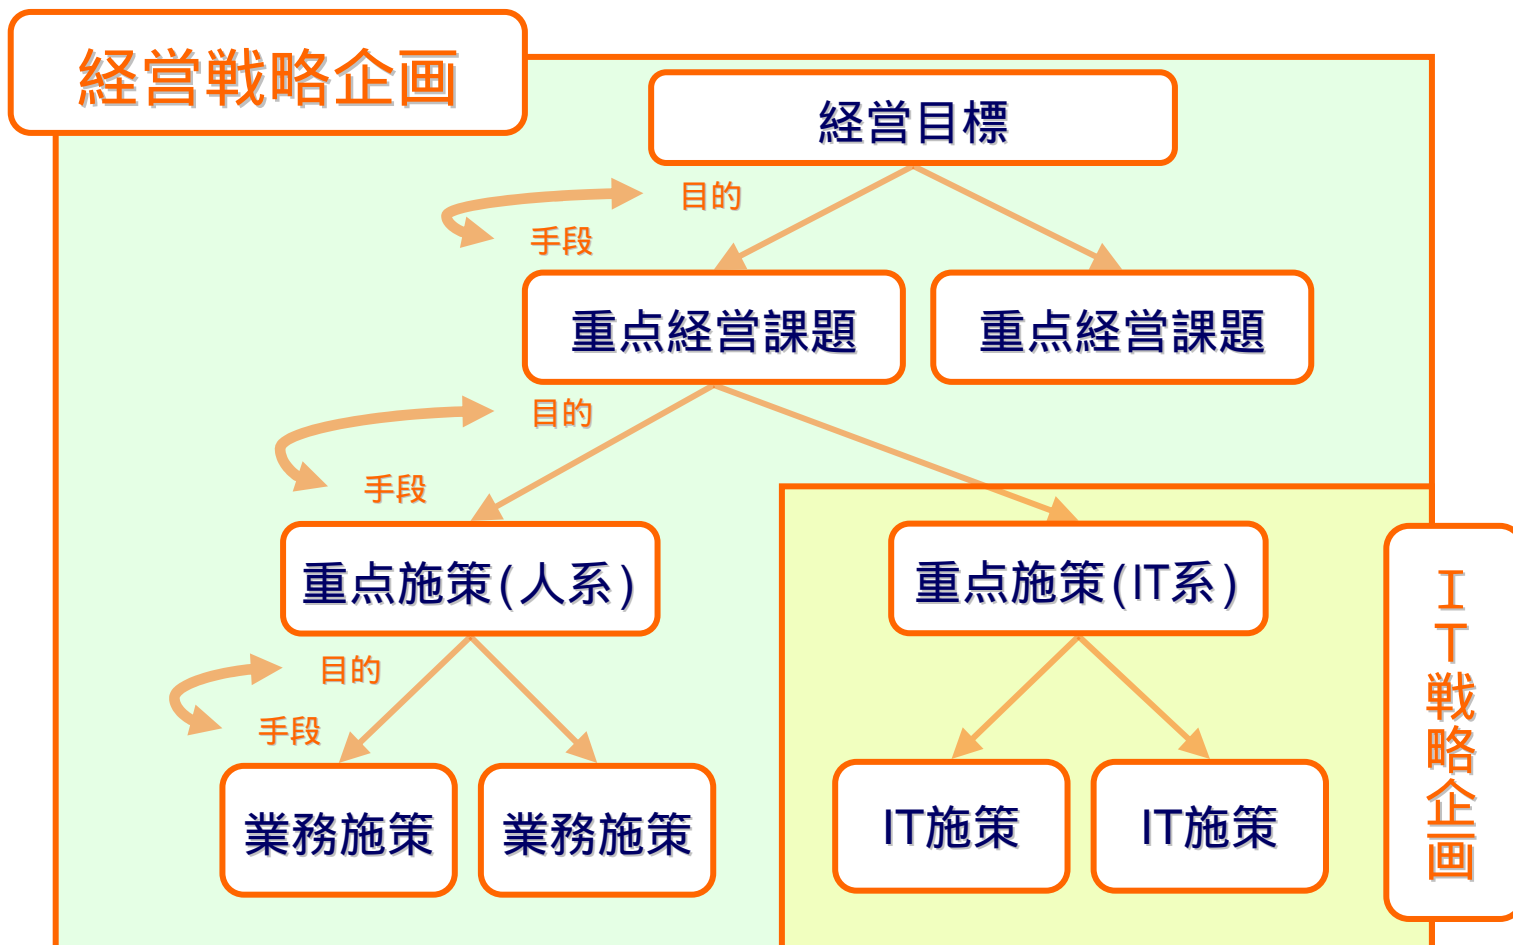 経営戦略企画
経営目標
目的
手段
重点経営課題
重点経営課題
目的
手段
重点施策(人系)
重点施策(IT系)
IT戦略企画
目的
手段
業務施策
業務施策
IT施策
IT施策